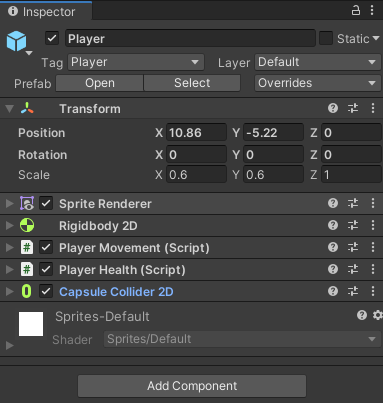 Inspector
Player Static
Tag Player Layer Default
Prefab Open Select Overrides
Transform
Position X 10.86 Y -5.22 Z 0
Rotation X 0 Y 0 Z 0
Scale X 0.6 Y 0.6 Z 1
Sprite Renderer
Rigidbody 2D
# Player Movement (Script)
# Player Health (Script)
Capsule Collider 2D
Sprites-Default
Shader Sprites/Default
Add Component